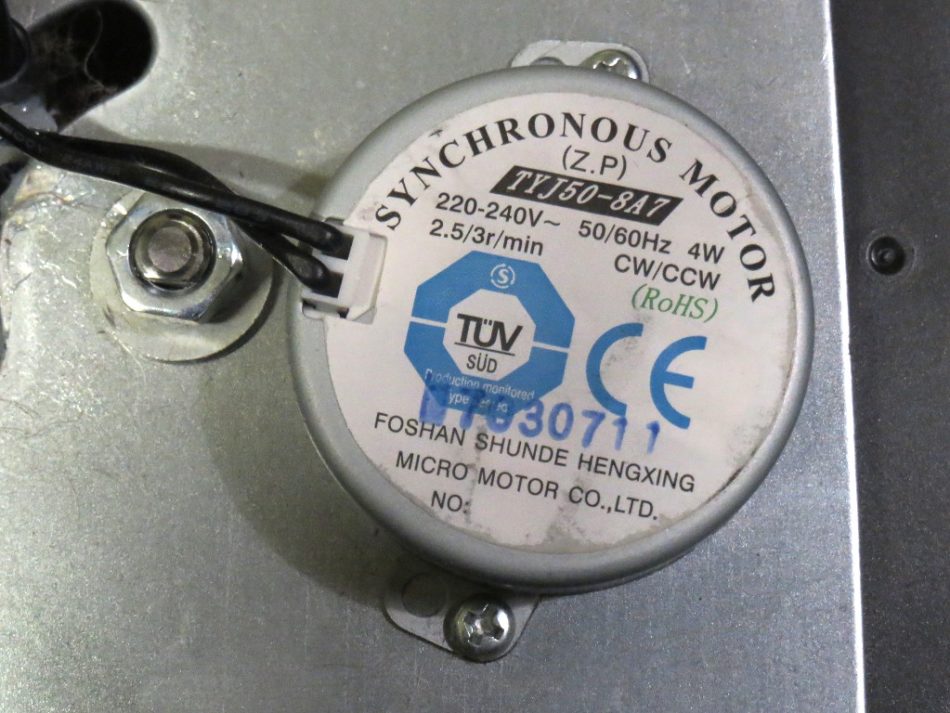 SYNCHRONOUS MOTOR
(Z.P)
TYJ50-8A7
220-240V~ 50/60Hz 4W
2.5/3r/min CW/CCW
(RoHS)
S
TÜV
SÜD
Production monitored
CE
30711
FOSHAN SHUNDE HENGXING
MICRO MOTOR CO.,LTD.
NO: